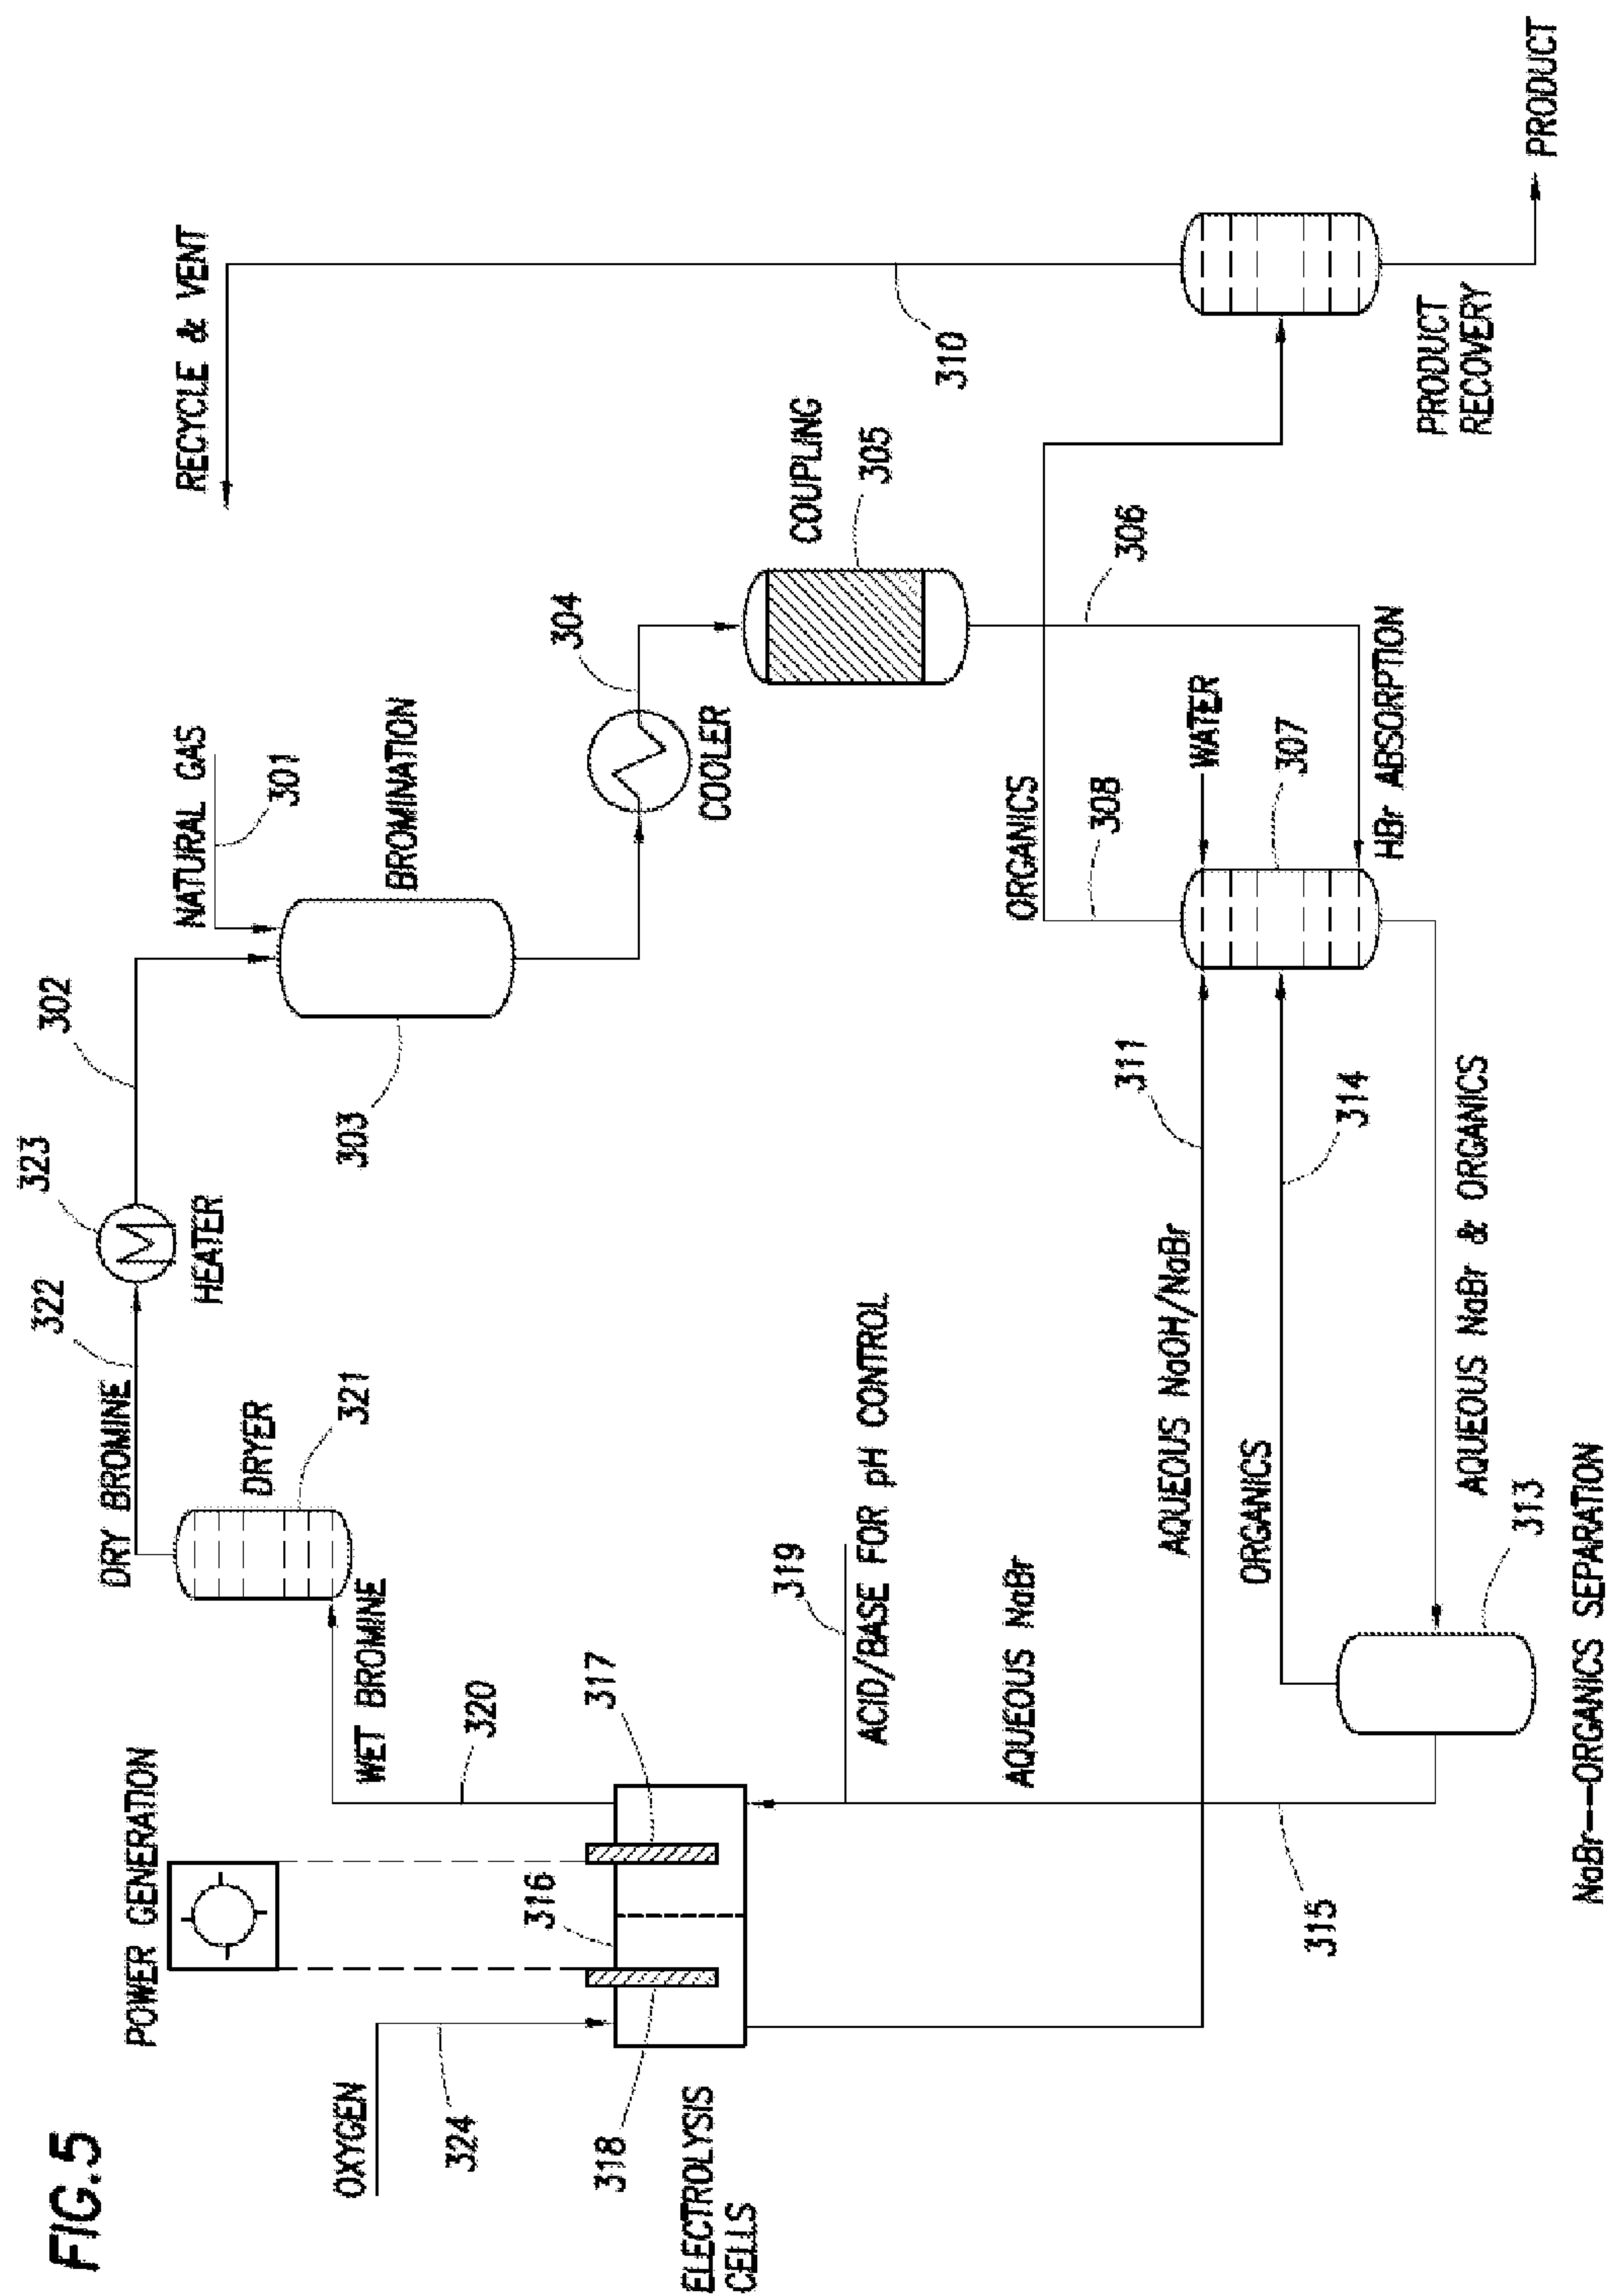 FIG.5
POWER GENERATION
OXYGEN
324
318
316
317
ELECTROLYSIS
CELLS
320
WET BROMINE
DRY BROMINE
DRYER
321
322
323
HEATER
302
303
NATURAL GAS
301
BROMINATION
304
COOLER
COUPLING
305
RECYCLE & VENT
310
319
ACID/BASE FOR pH CONTROL
AQUEOUS NaBr
315
AQUEOUS NaOH/NaBr
311
ORGANICS
314
ORGANICS
308
WATER
307
HBr ABSORPTION
306
AQUEOUS NaBr & ORGANICS
313
NaBr--ORGANICS SEPARATION
PRODUCT
RECOVERY
PRODUCT